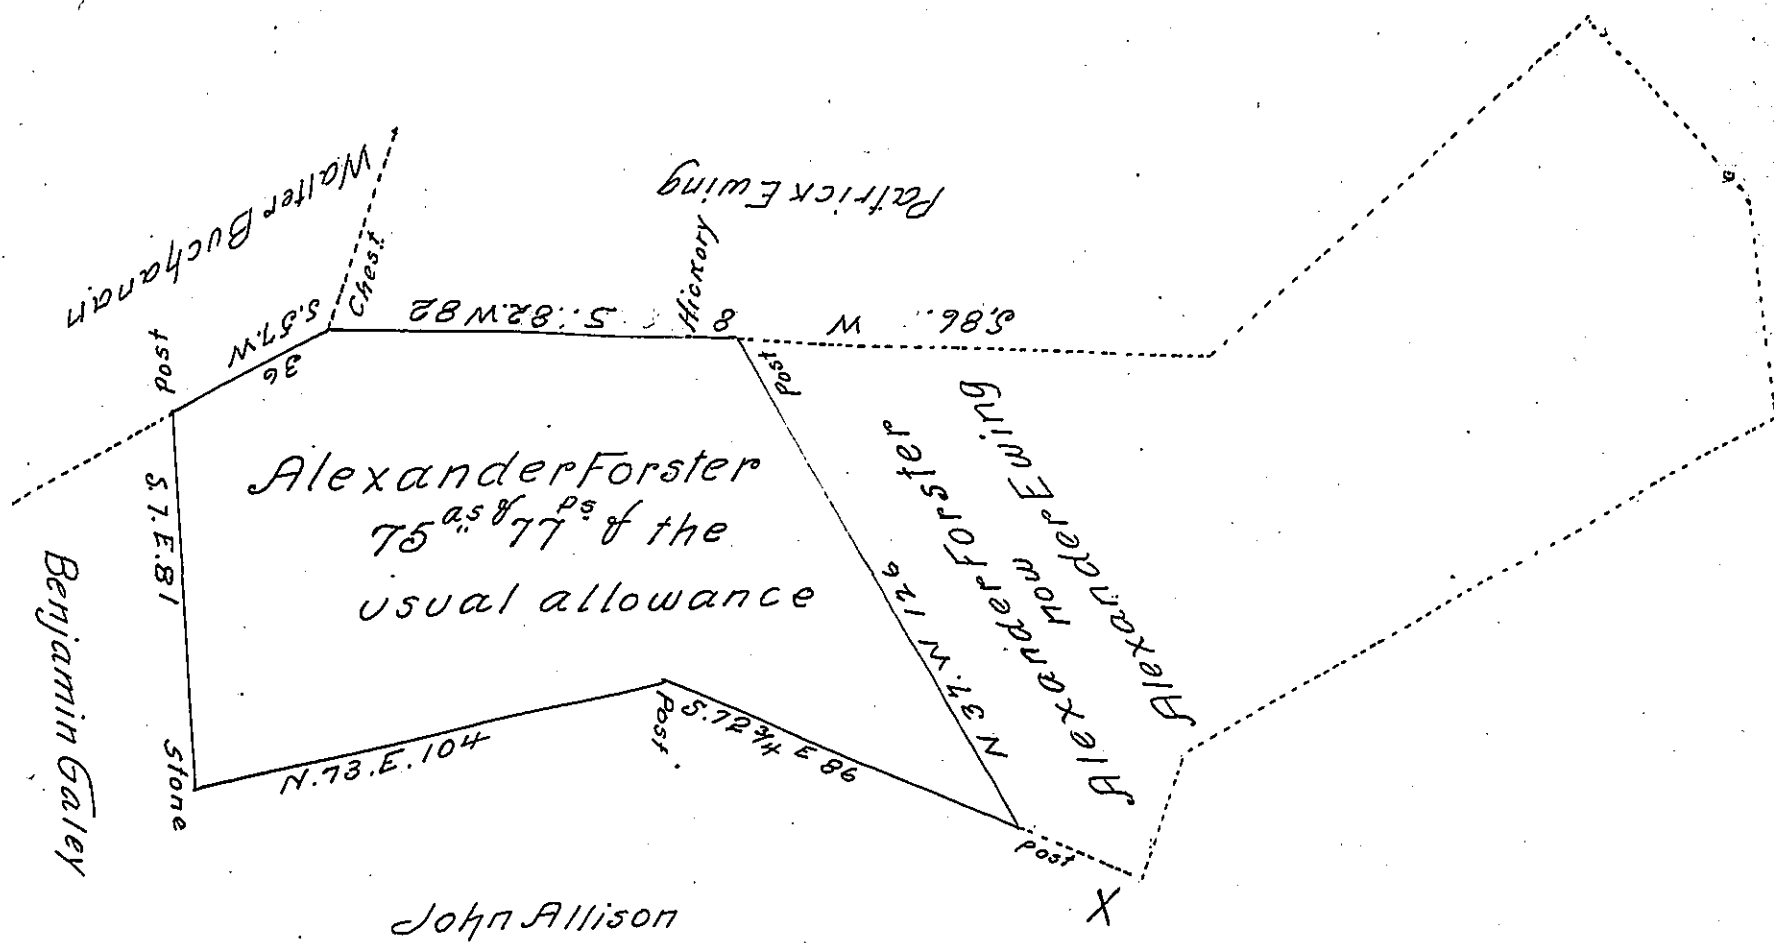 Walter Buchanan
Patrick Ewing
Chest
Hickory
S.57.W
36
S..82.W 82
8
S,86.. W
post
Post
Alexander Forster
75 as & 77 ps & the
usual allowance
S 7. E. 81
Benjamin Galey
Stone
N.73.E.104
Post
S.72 3/4 E 86
N 37. W 126
Alexander Forster
now
Alexander Ewing
post
X
John Allison